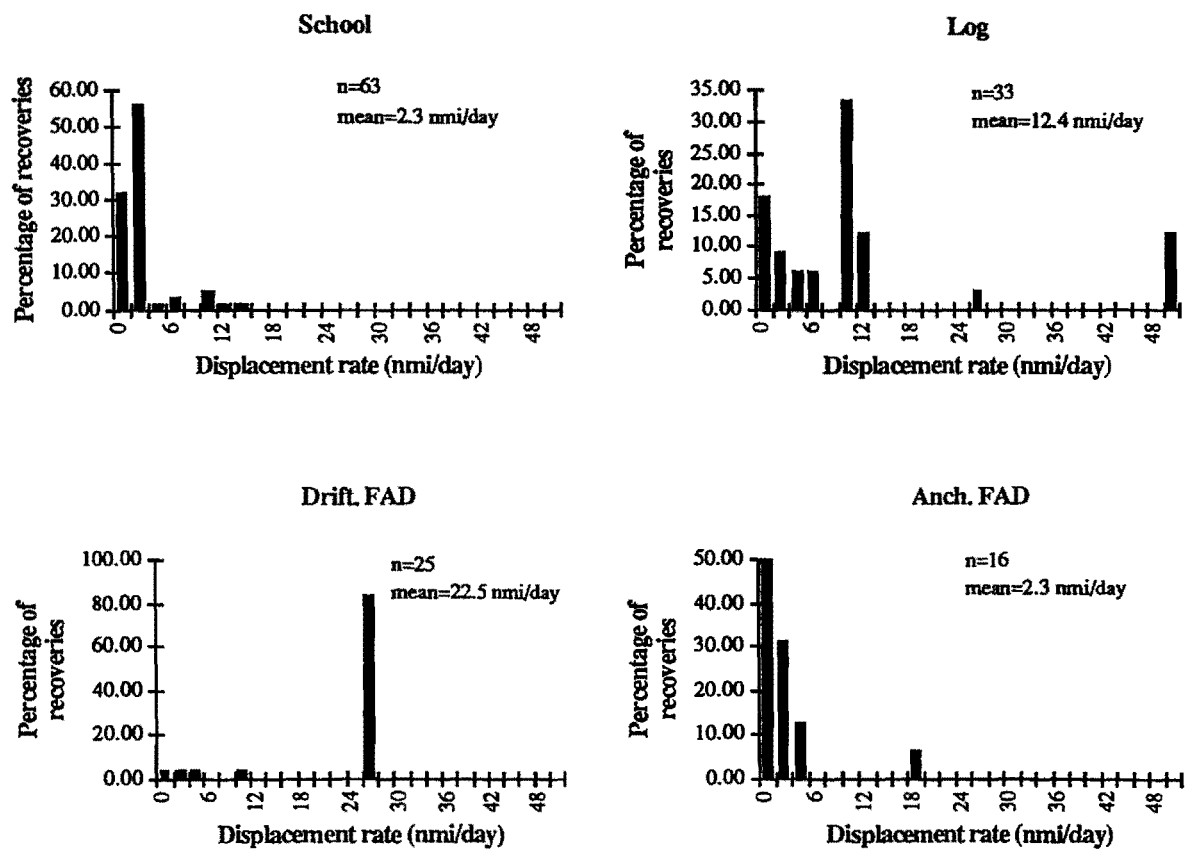 School
n=63
mean=2.3 nmi/day
Percentage of recoveries
60.00
50.00
40.00
30.00
20.00
10.00
0.00
0 6 12 18 24 30 36 42 48
Displacement rate (nmi/day)
Log
n=33
mean=12.4 nmi/day
Percentage of
recoveries
35.00
30.00
25.00
20.00
15.00
10.00
5.00
0.00
0 6 12 18 24 30 36 42 48
Displacement rate (nmi/day)
Drift. FAD
n=25
mean=22.5 nmi/day
Percentage of
recoveries
100.00
80.00
60.00
40.00
20.00
0.00
0 6 12 18 24 30 36 42 48
Displacement rate (nmi/day)
Anch. FAD
n=16
mean=2.3 nmi/day
Percentage of
recoveries
50.00
40.00
30.00
20.00
10.00
0.00
0 6 12 18 24 30 36 42 48
Displacement rate (nmi/day)